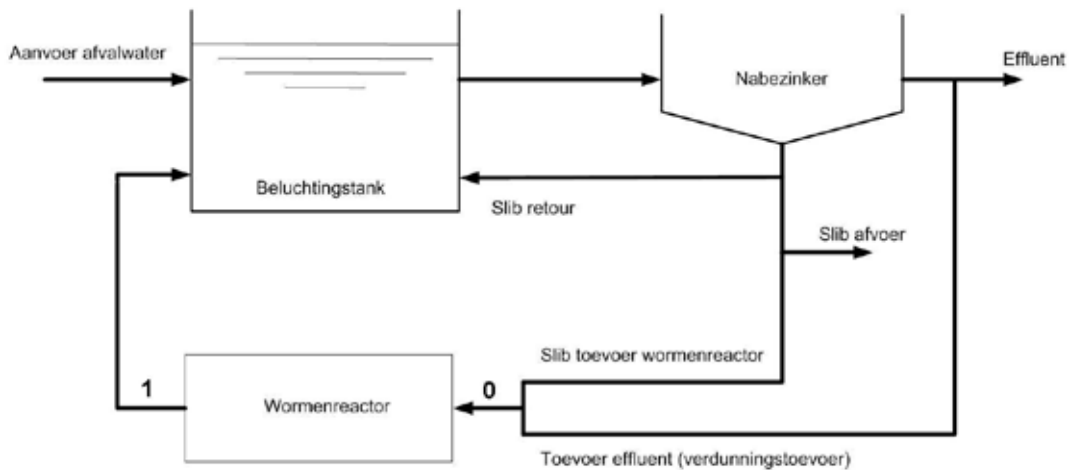 Aanvoer afvalwater
Effluent
Nabezinker
Beluchtingstank
Slib retour
Slib afvoer
Slib toevoer wormenreactor
1
0
Wormenreactor
Toevoer effluent (verdunningstoevoer)